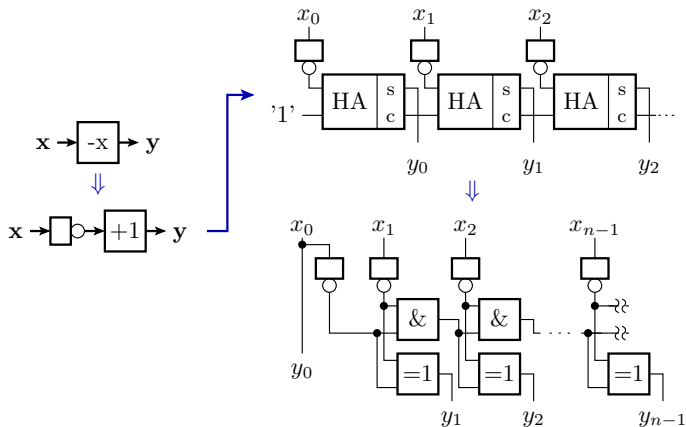 x₀ x₁ x₂
HA s HA s HA s
'1' c c c
y₀ y₁ y₂
x -x y
⇓
x +1 y
⇓
x₀ x₁ x₂ xₙ₋₁
& &
y₀ =1 =1 =1
y₁ y₂ yₙ₋₁